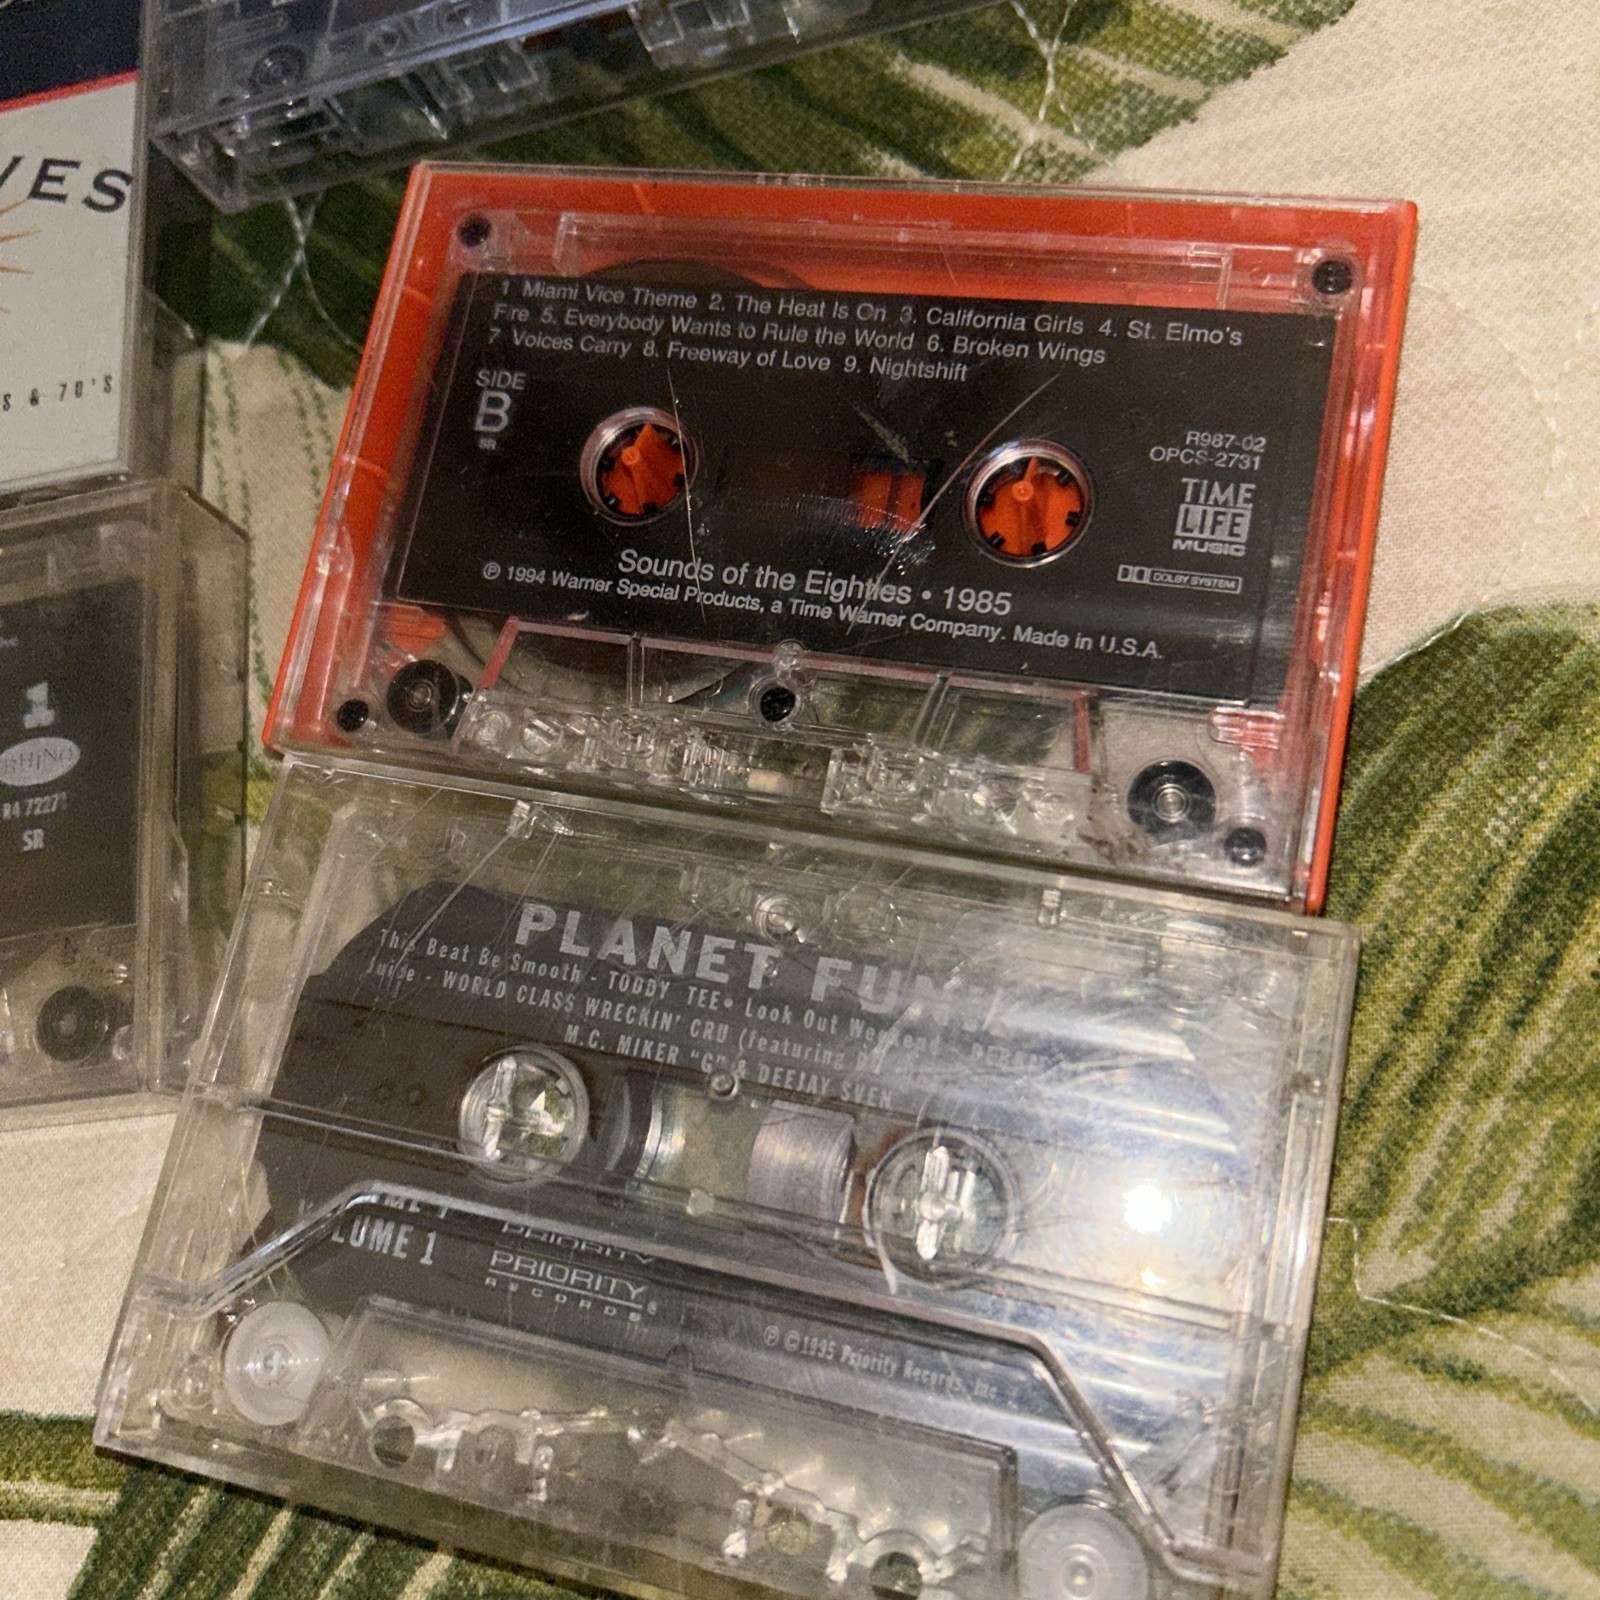 VES
S & 70'S
1
RHINO
R4 7227
SR
1 Miami Vice Theme 2. The Heat Is On 3. California Girls 4. St. Elmo's
Fire 5. Everybody Wants to Rule the World 6. Broken Wings
7 Voices Carry 8. Freeway of Love 9. Nightshift
SIDE
B
SR
R987-02
OPCS-2731
TIME
LIFE
MUSIC
DOLBY SYSTEM
Sounds of the Eighties • 1985
℗ 1994 Warner Special Products, a Time Warner Company. Made in U.S.A.
PLANET
This Beat Be Smooth - TOBBY TEE • Look Out Weekend
Juice - WORLD CLASS WRECKIN' CRU (featuring
M.C. MIKER "G" & DEEJAY SVEN
LUME 1
PRIORITY
PRIORITY
RECORDS
℗ ©1995 Priority Records, Inc